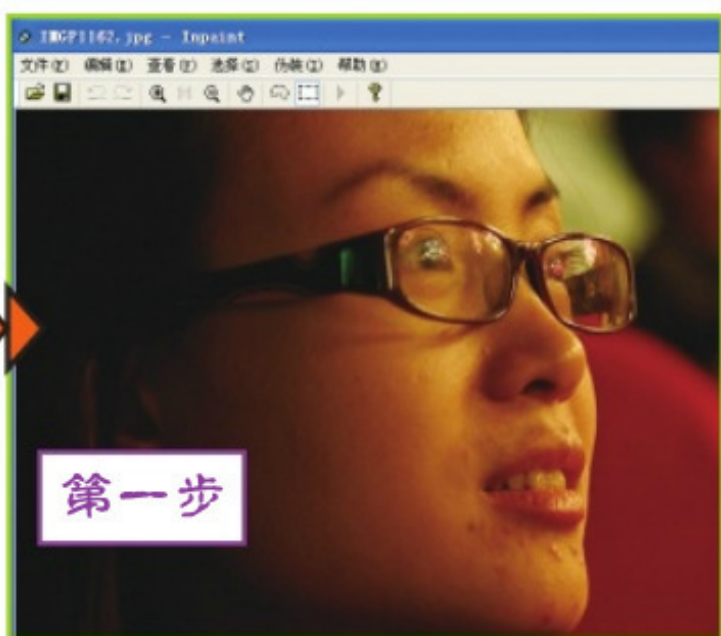 IMGP1162.jpg - Inpaint
文件(F) 编辑(E) 查看(V) 选择(S) 伪装(I) 帮助(H)
第一步